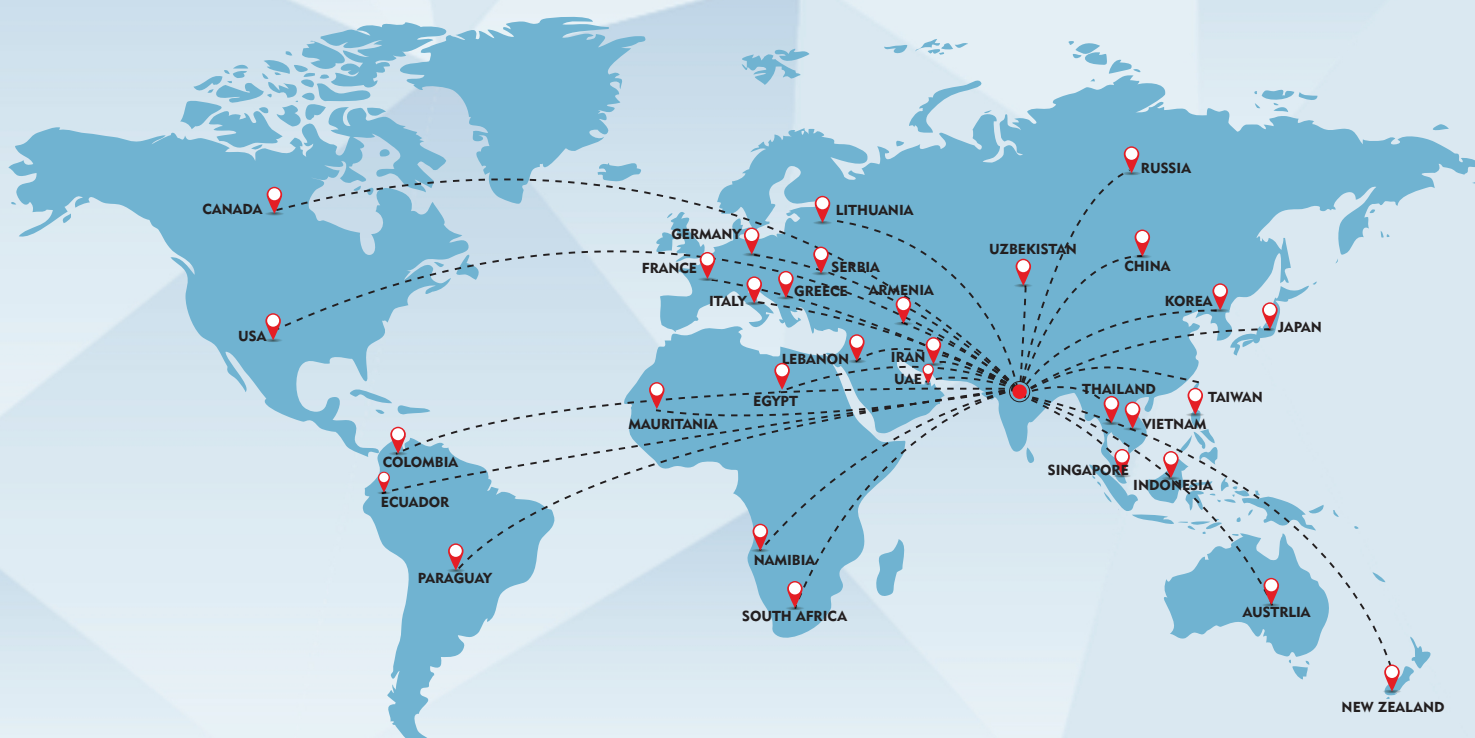 RUSSIA
CANADA
LITHUANIA
GERMANY
UZBEKISTAN
CHINA
FRANCE
SERBIA
GREECE
ARMENIA
ITALY
KOREA
JAPAN
USA
LEBANON
IRAN
UAE
THAILAND
EGYPT
TAIWAN
MAURITANIA
VIETNAM
COLOMBIA
SINGAPORE
INDONESIA
ECUADOR
NAMIBIA
PARAGUAY
SOUTH AFRICA
AUSTRLIA
NEW ZEALAND